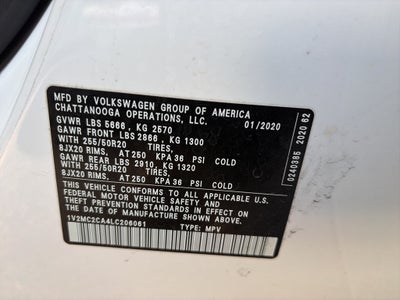 MFD BY VOLKSWAGEN GROUP OF AMERICA
CHATTANOOGA OPERATIONS, LLC. 01/2020
GVWR LBS 5666 , KG 2570
GAWR FRONT LBS 2866 , KG 1300
WITH 255/50R20
8JX20 RIMS, AT 250 KPA 36 PSI COLD
GAWR REAR LBS 2910, KG 1320
WITH 255/50R20
8JX20 RIMS, AT 250 KPA 36 PSI COLD
THIS VEHICLE CONFORMS TO ALL APPLICABLE U.S.
FEDERAL MOTOR VEHICLE SAFETY, BUMPER AND
THEFT PREVENTION STANDARDS IN EFFECT ON
THE DATE OF MANUFACTURE SHOWN ABOVE.
1V2MC2CA4LC206061 TYPE: MPV
0240385 2020 62